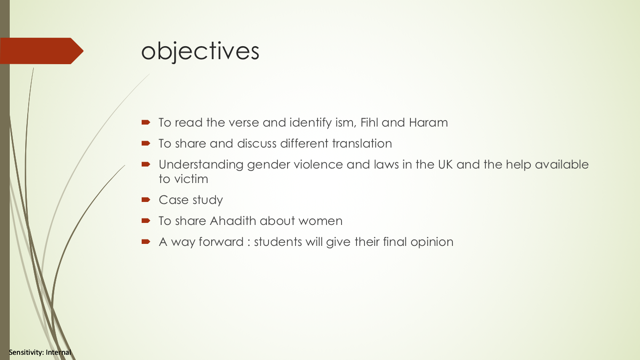 objectives
To read the verse and identify ism, Fihl and Haram
To share and discuss different translation
Understanding gender violence and laws in the UK and the help available
to victim
Case study
To share Ahadith about women
A way forward : students will give their final opinion
Sensitivity: Internal